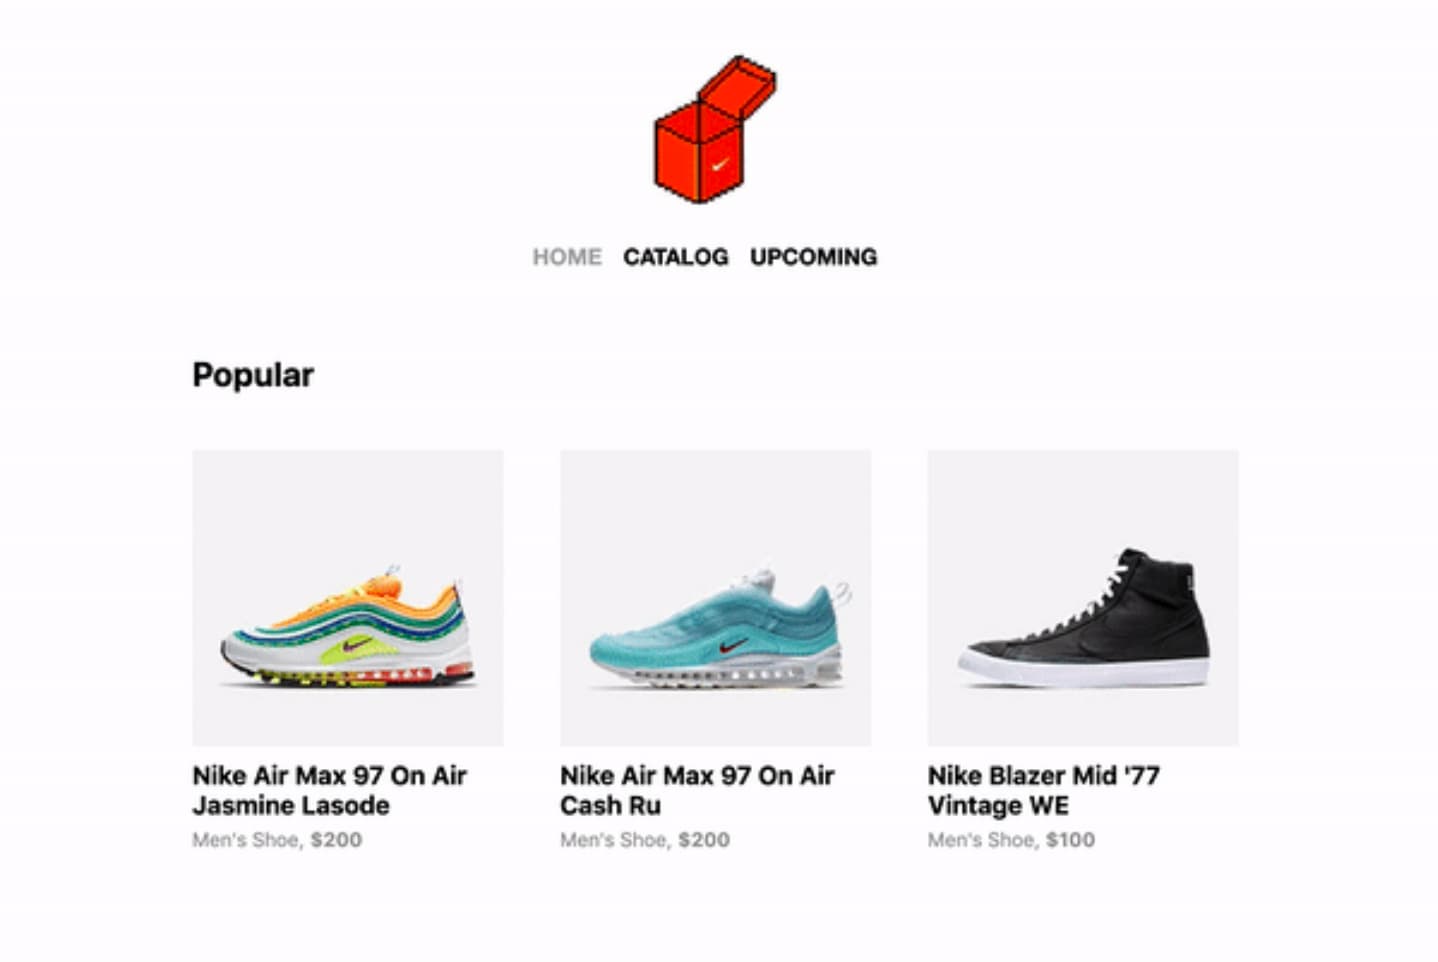 HOME CATALOG UPCOMING
Popular
Nike Air Max 97 On Air
Jasmine Lasode
Men's Shoe, $200
Nike Air Max 97 On Air
Cash Ru
Men's Shoe, $200
Nike Blazer Mid '77
Vintage WE
Men's Shoe, $100